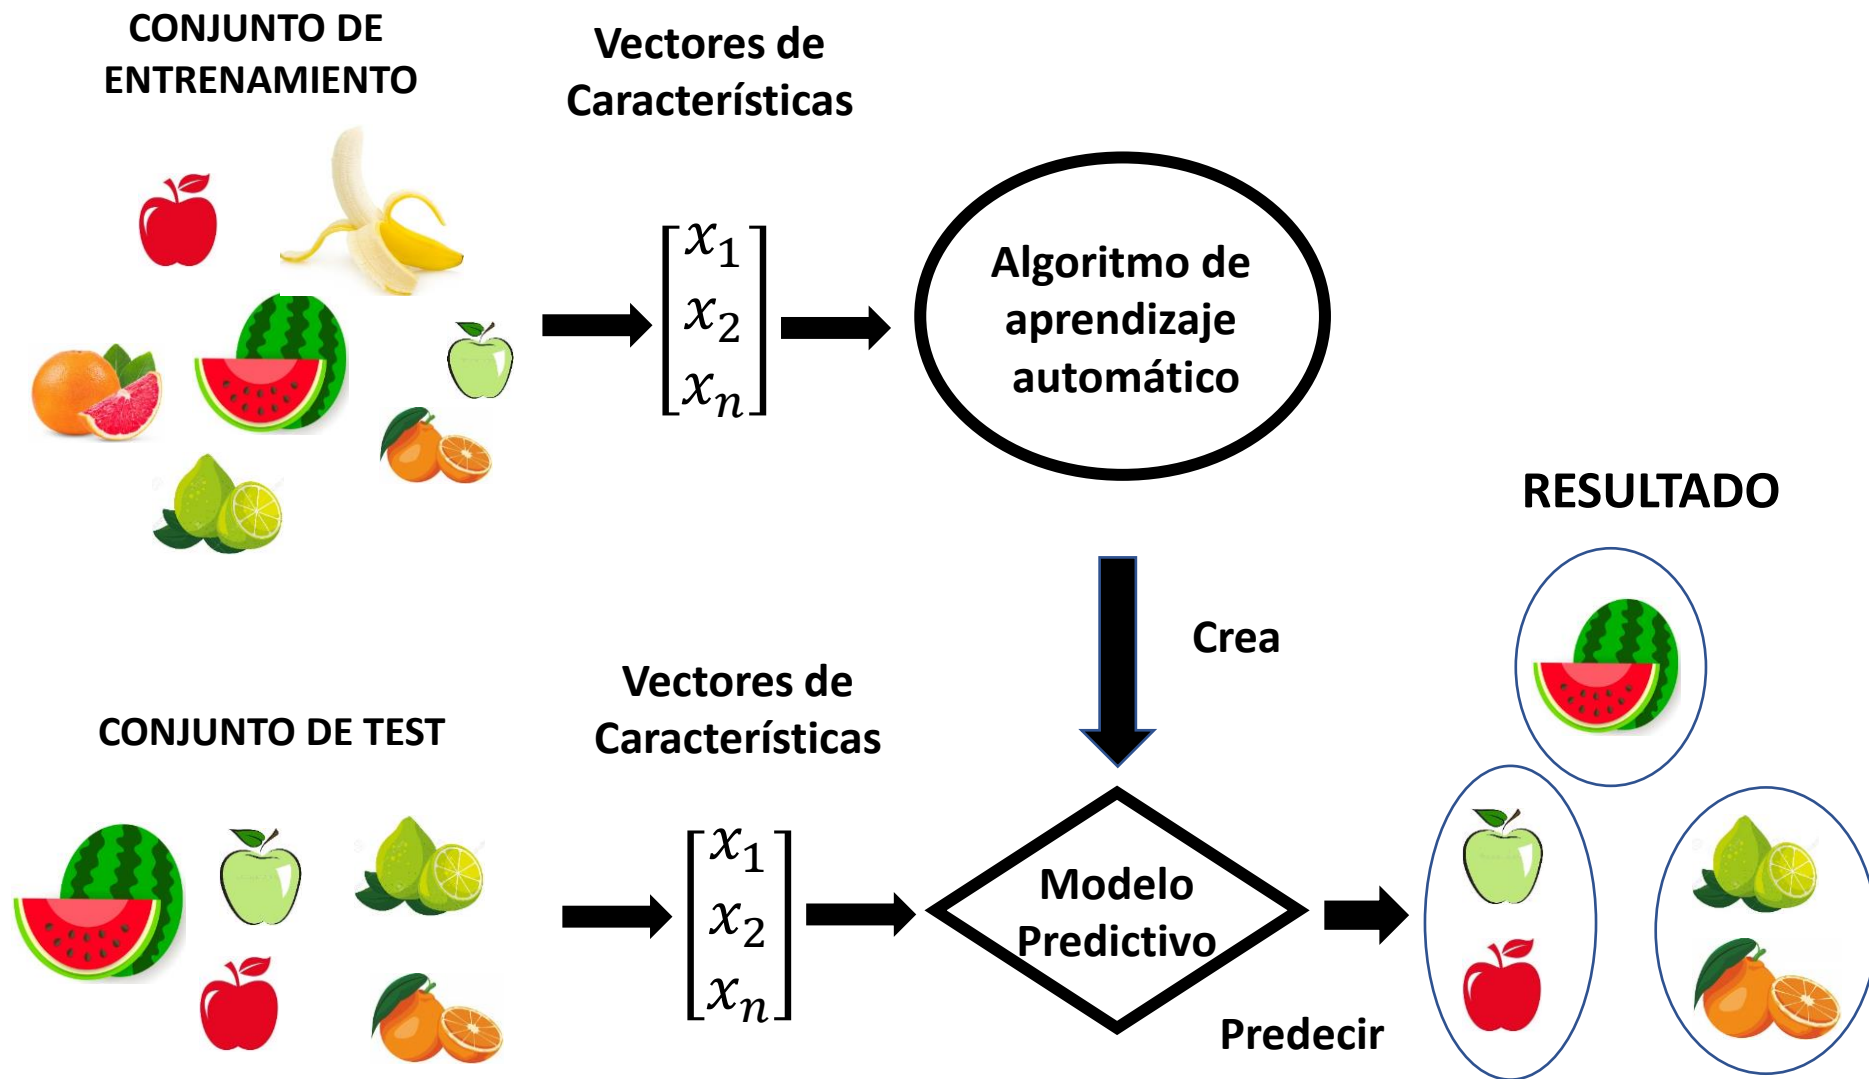 CONJUNTO DE
ENTRENAMIENTO
Vectores de
Características
x₁
x₂
xₙ
Algoritmo de
aprendizaje
automático
Crea
RESULTADO
CONJUNTO DE TEST
Vectores de
Características
x₁
x₂
xₙ
Modelo
Predictivo
Predecir